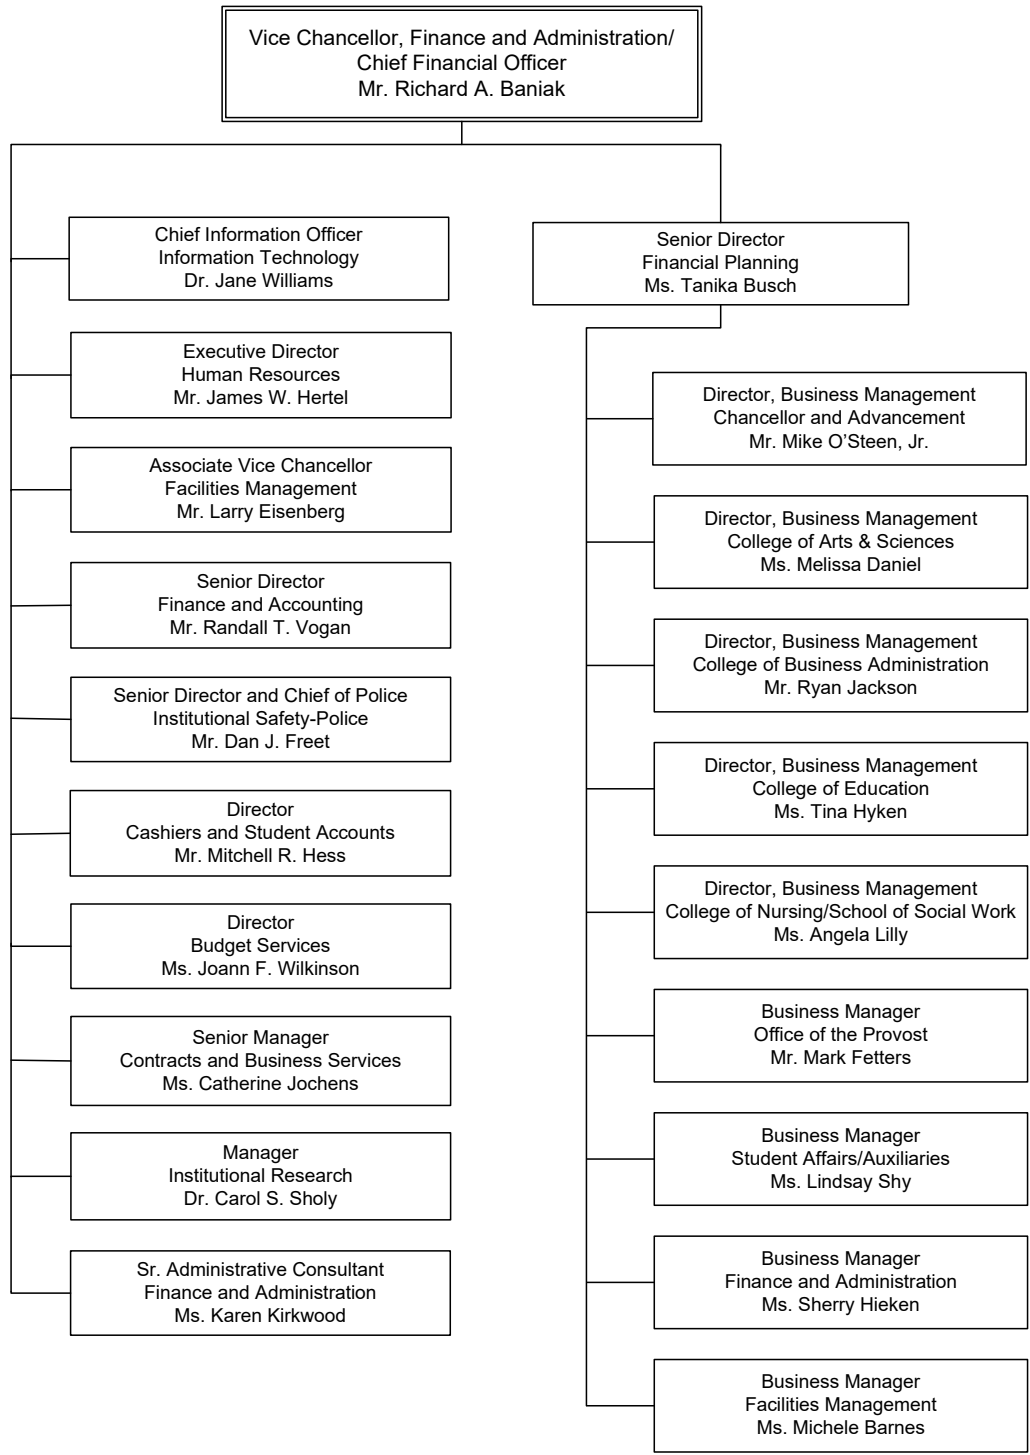 Vice Chancellor, Finance and Administration/
Chief Financial Officer
Mr. Richard A. Baniak
Chief Information Officer
Information Technology
Dr. Jane Williams
Executive Director
Human Resources
Mr. James W. Hertel
Associate Vice Chancellor
Facilities Management
Mr. Larry Eisenberg
Senior Director
Finance and Accounting
Mr. Randall T. Vogan
Senior Director and Chief of Police
Institutional Safety-Police
Mr. Dan J. Freet
Director
Cashiers and Student Accounts
Mr. Mitchell R. Hess
Director
Budget Services
Ms. Joann F. Wilkinson
Senior Manager
Contracts and Business Services
Ms. Catherine Jochens
Manager
Institutional Research
Dr. Carol S. Sholy
Sr. Administrative Consultant
Finance and Administration
Ms. Karen Kirkwood
Senior Director
Financial Planning
Ms. Tanika Busch
Director, Business Management
Chancellor and Advancement
Mr. Mike O’Steen, Jr.
Director, Business Management
College of Arts & Sciences
Ms. Melissa Daniel
Director, Business Management
College of Business Administration
Mr. Ryan Jackson
Director, Business Management
College of Education
Ms. Tina Hyken
Director, Business Management
College of Nursing/School of Social Work
Ms. Angela Lilly
Business Manager
Office of the Provost
Mr. Mark Fetters
Business Manager
Student Affairs/Auxiliaries
Ms. Lindsay Shy
Business Manager
Finance and Administration
Ms. Sherry Hieken
Business Manager
Facilities Management
Ms. Michele Barnes